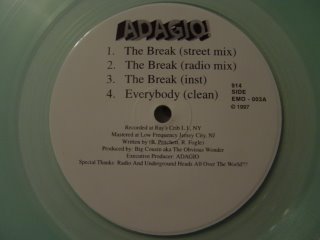 ADAGIO!
1. The Break (street mix)
2. The Break (radio mix)
3. The Break (inst)
4. Everybody (clean)
914
SIDE
EMO - 002A
© 1997
Recorded at Ray's Crib L.I. NY
Mastered at Low Frequency Jersey City, NJ
Written by (B. Pritchett, R. Fogle)
Produced by: Big Cousin aka The Obvious Wonder
Executive Producer: ADAGIO
Special Thanks: Radio And Underground Heads All Over The World!!!